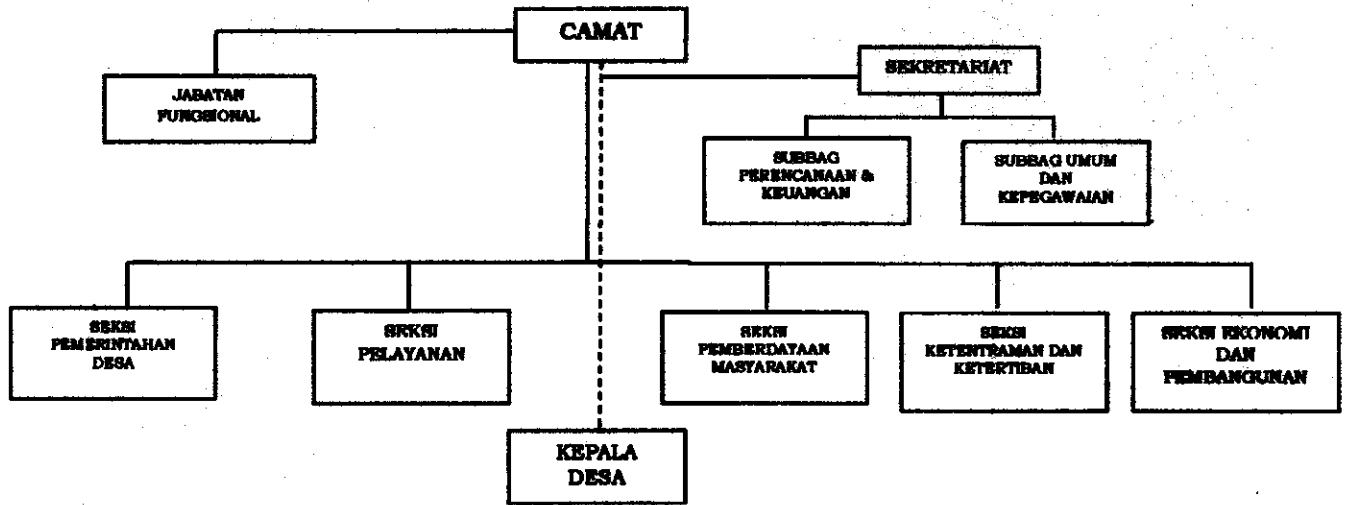 CAMAT
SEKRETARIAT
JABATAN
FUNGSIONAL
SUBBAG
PERENCANAAN &
KEUANGAN
SUBBAG UMUM
DAN
KEPEGAWAIAN
SEKSI
PEMERINTAHAN
DESA
SEKSI
PELAYANAN
SEKSI
PEMBERDAYAAN
MASYARAKAT
SEKSI
KETENTRAMAN DAN
KETERTIBAN
SEKSI EKONOMI
DAN
PEMBANGUNAN
KEPALA
DESA